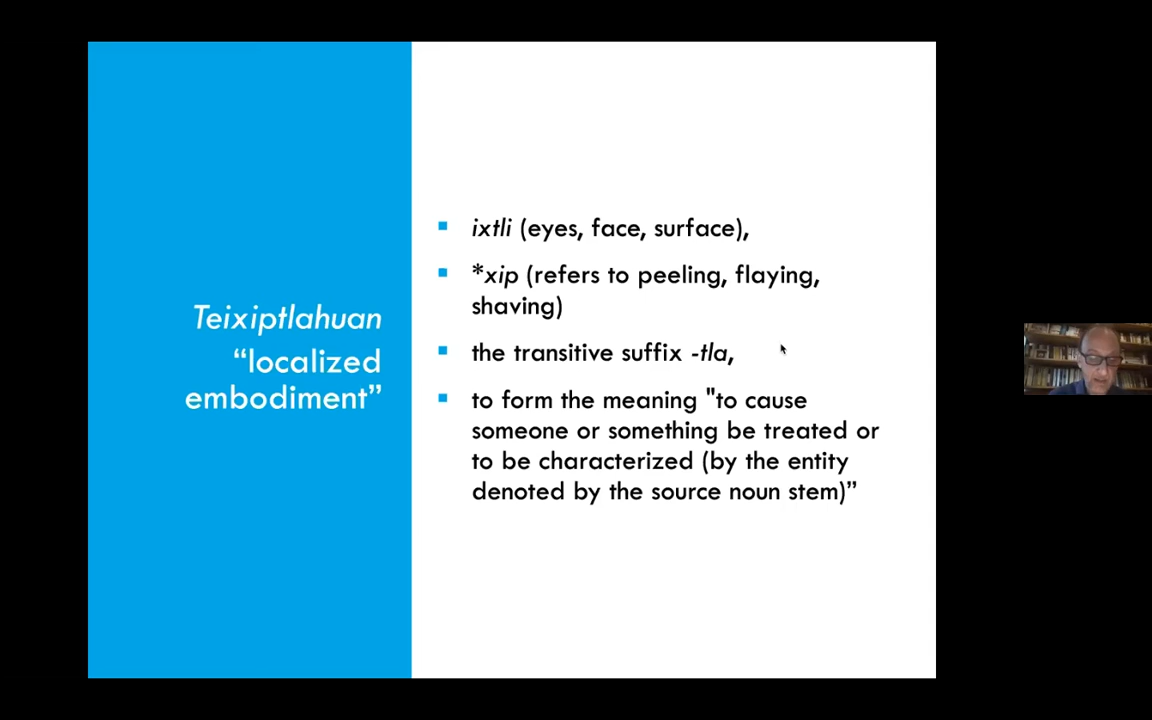 Teixiptlahuan
“localized
embodiment”
ixtli (eyes, face, surface),
*xip (refers to peeling, flaying,
shaving)
the transitive suffix -tla,
to form the meaning "to cause
someone or something be treated or
to be characterized (by the entity
denoted by the source noun stem)”